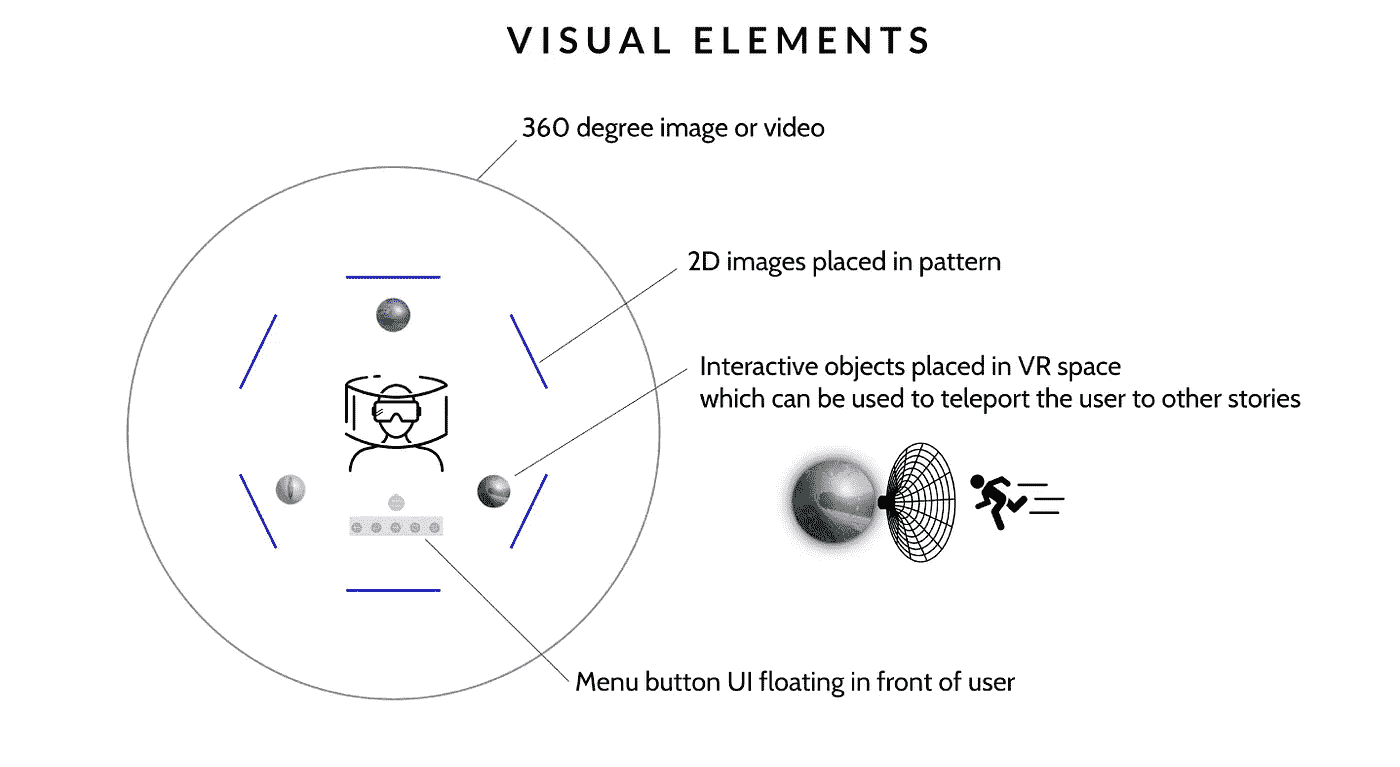 VISUAL ELEMENTS
360 degree image or video
2D images placed in pattern
Interactive objects placed in VR space
which can be used to teleport the user to other stories
Menu button UI floating in front of user